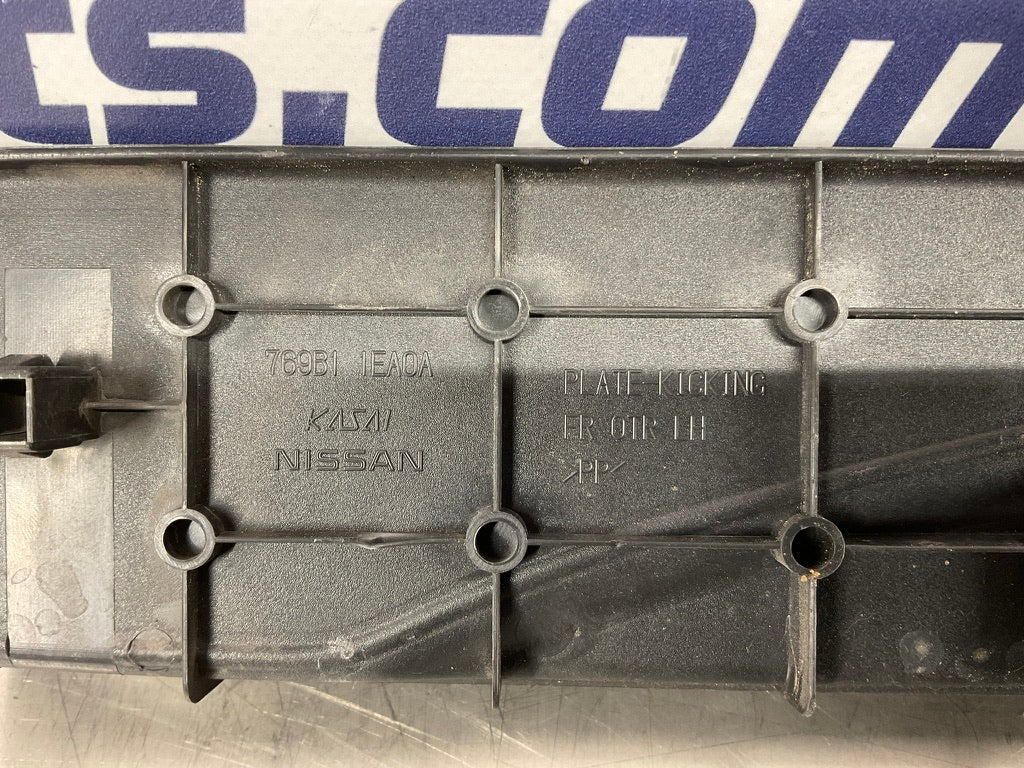 ts.com
769B1 1EA0A
KASAI
NISSAN
PLATE-KICKING
FR OTR LH
>PP<